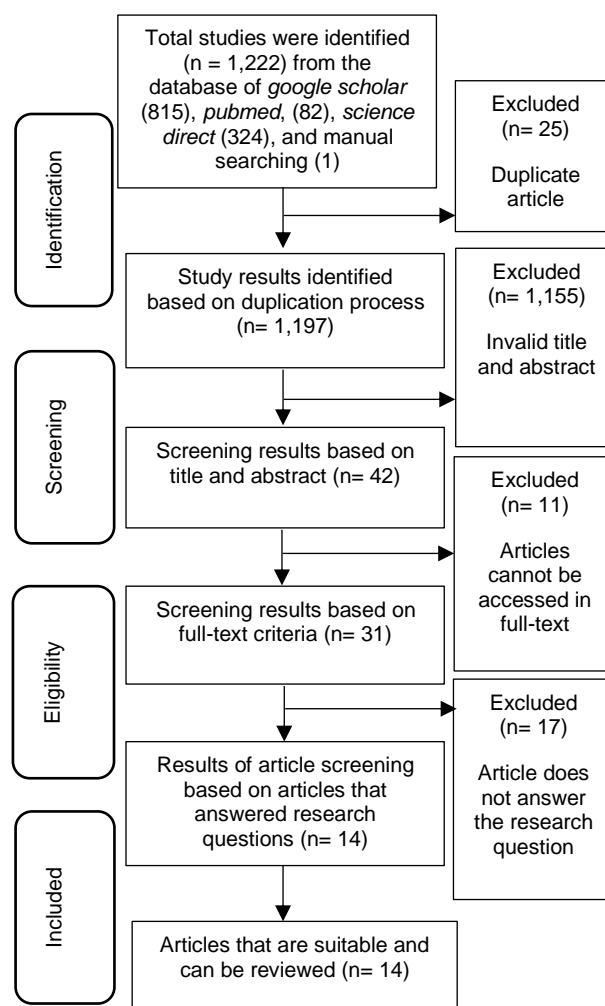 Total studies were identified
(n = 1,222) from the
database of google scholar
(815), pubmed, (82), science
direct (324), and manual
searching (1)
Excluded
(n= 25)
Duplicate
article
Identification
Study results identified
based on duplication process
(n= 1,197)
Excluded
(n= 1,155)
Invalid title
and abstract
Screening
Screening results based on
title and abstract (n= 42)
Excluded
(n= 11)
Articles
cannot be
accessed in
full-text
Eligibility
Screening results based on
full-text criteria (n= 31)
Excluded
(n= 17)
Article does
not answer
the research
question
Results of article screening
based on articles that
answered research
questions (n= 14)
Included
Articles that are suitable and
can be reviewed (n= 14)